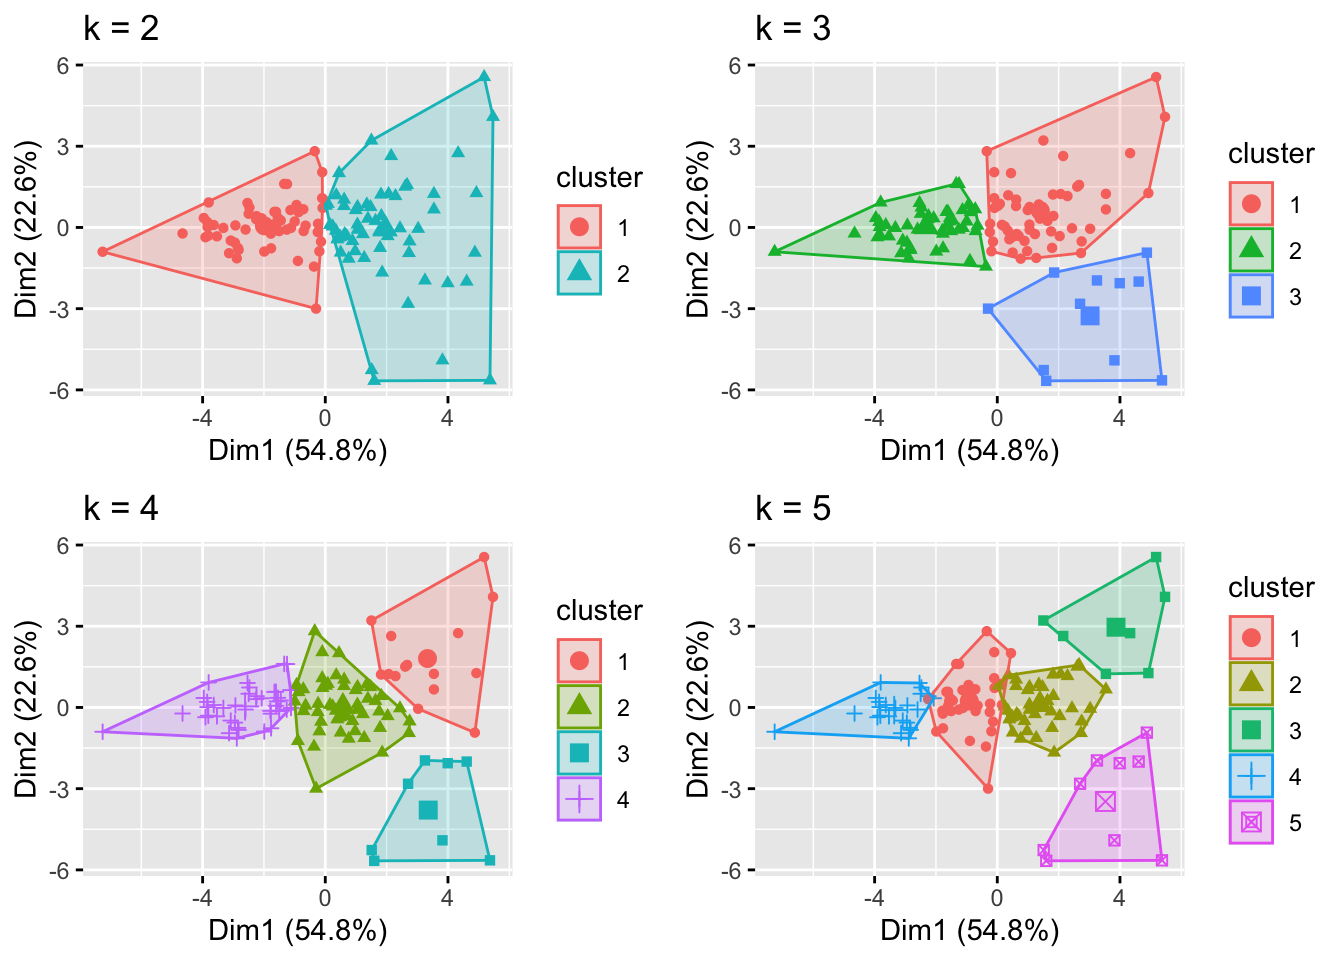 k = 2
6
3
0
-3
-6
-4
0
4
Dim1 (54.8%)
Dim2 (22.6%)
cluster
1
2
k = 3
6
3
0
-3
-6
-4
0
4
Dim1 (54.8%)
Dim2 (22.6%)
cluster
1
2
3
k = 4
6
3
0
-3
-6
-4
0
4
Dim1 (54.8%)
Dim2 (22.6%)
cluster
1
2
3
4
k = 5
6
3
0
-3
-6
-4
0
4
Dim1 (54.8%)
Dim2 (22.6%)
cluster
1
2
3
4
5